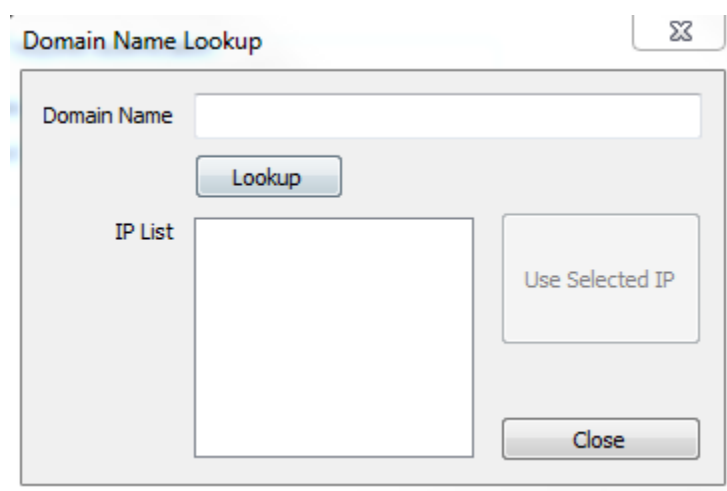 Domain Name Lookup
Domain Name
Lookup
IP List
Use Selected IP
Close